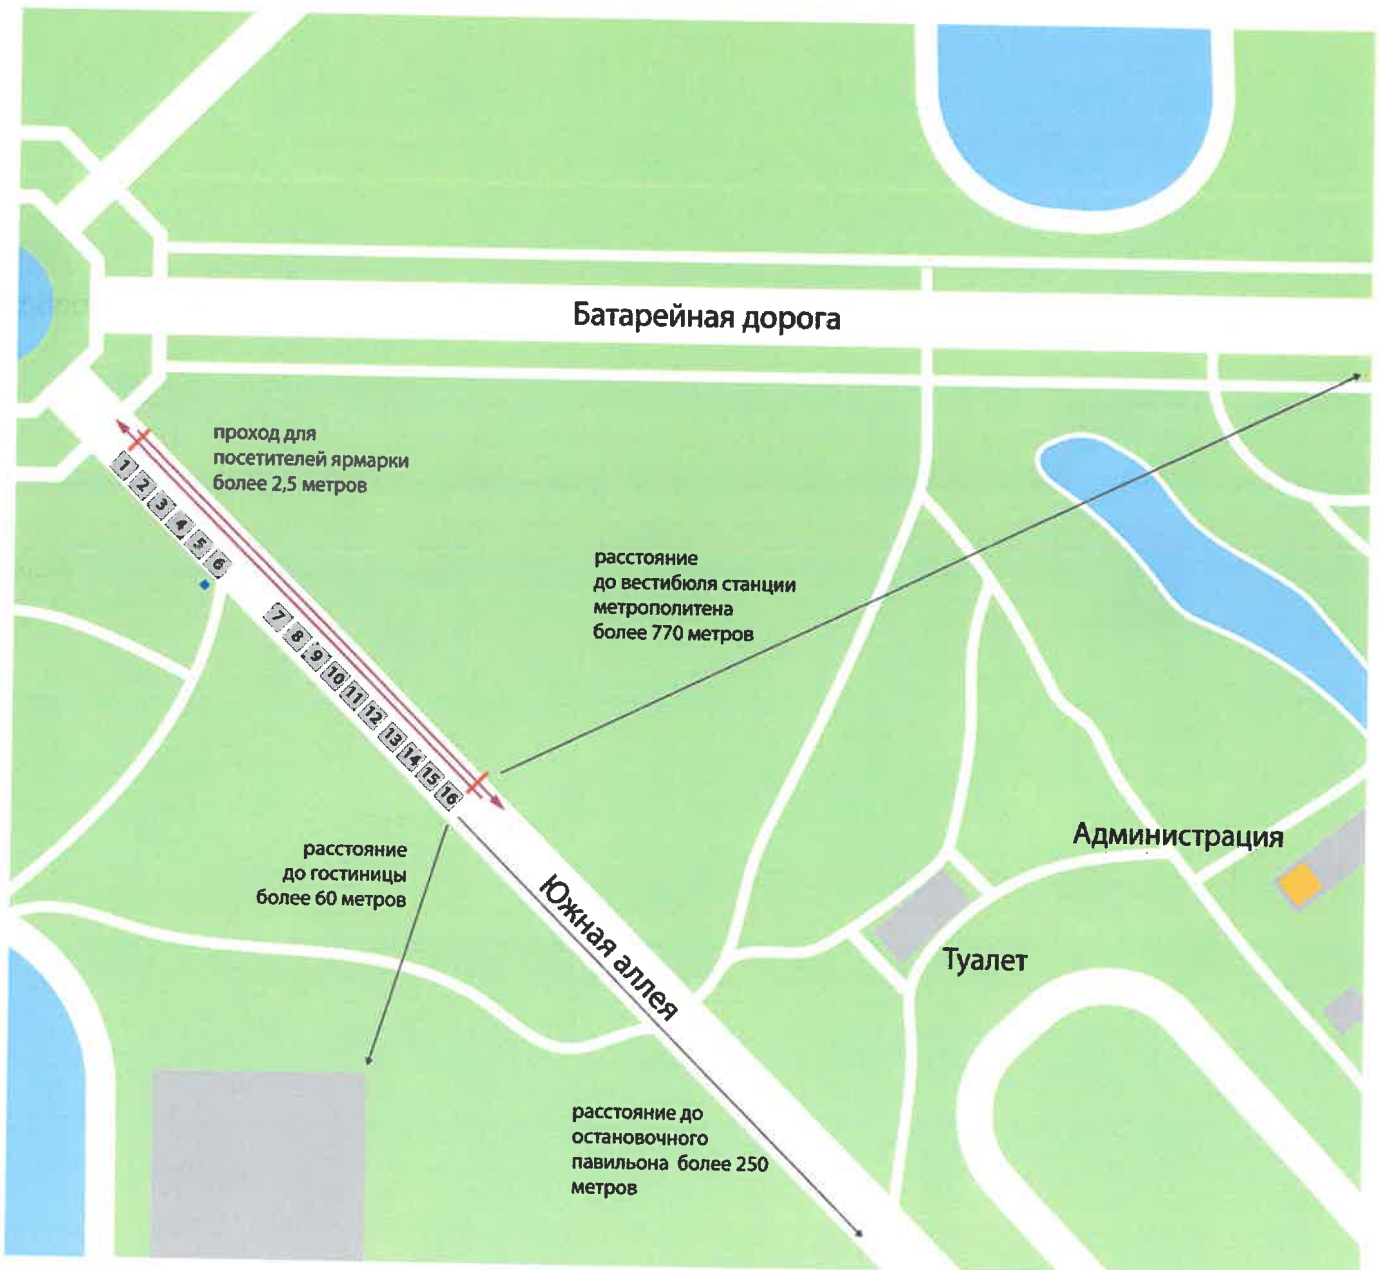 Батарейная дорога
проход для
посетителей ярмарки
более 2,5 метров
1
2
3
4
5
6
7
8
9
10
11
12
13
14
15
16
расстояние
до вестибюля станции
метрополитена
более 770 метров
Администрация
расстояние
до гостиницы
более 60 метров
Южная аллея
Туалет
расстояние до
остановочного
павильона более 250
метров